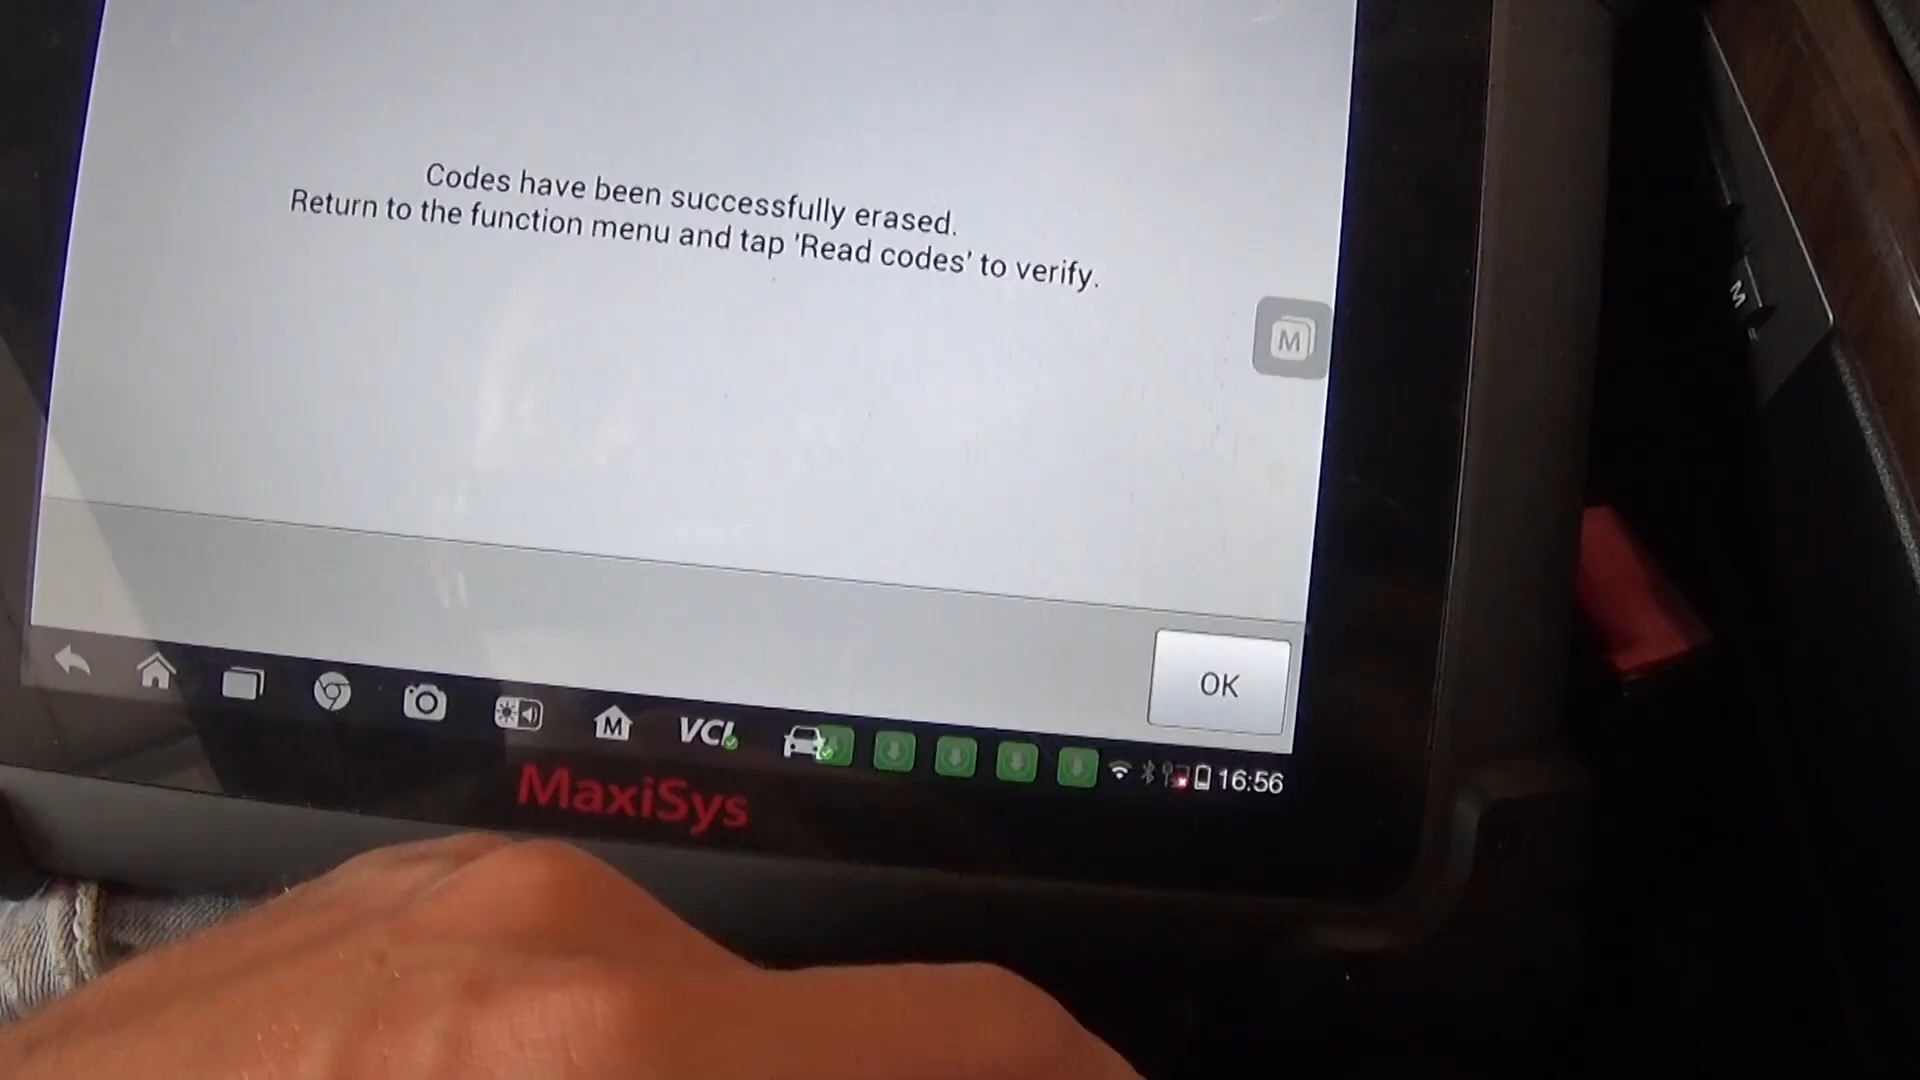 Codes have been successfully erased.
Return to the function menu and tap 'Read codes' to verify.
M
M
OK
M
VCI
16:56
MaxiSys